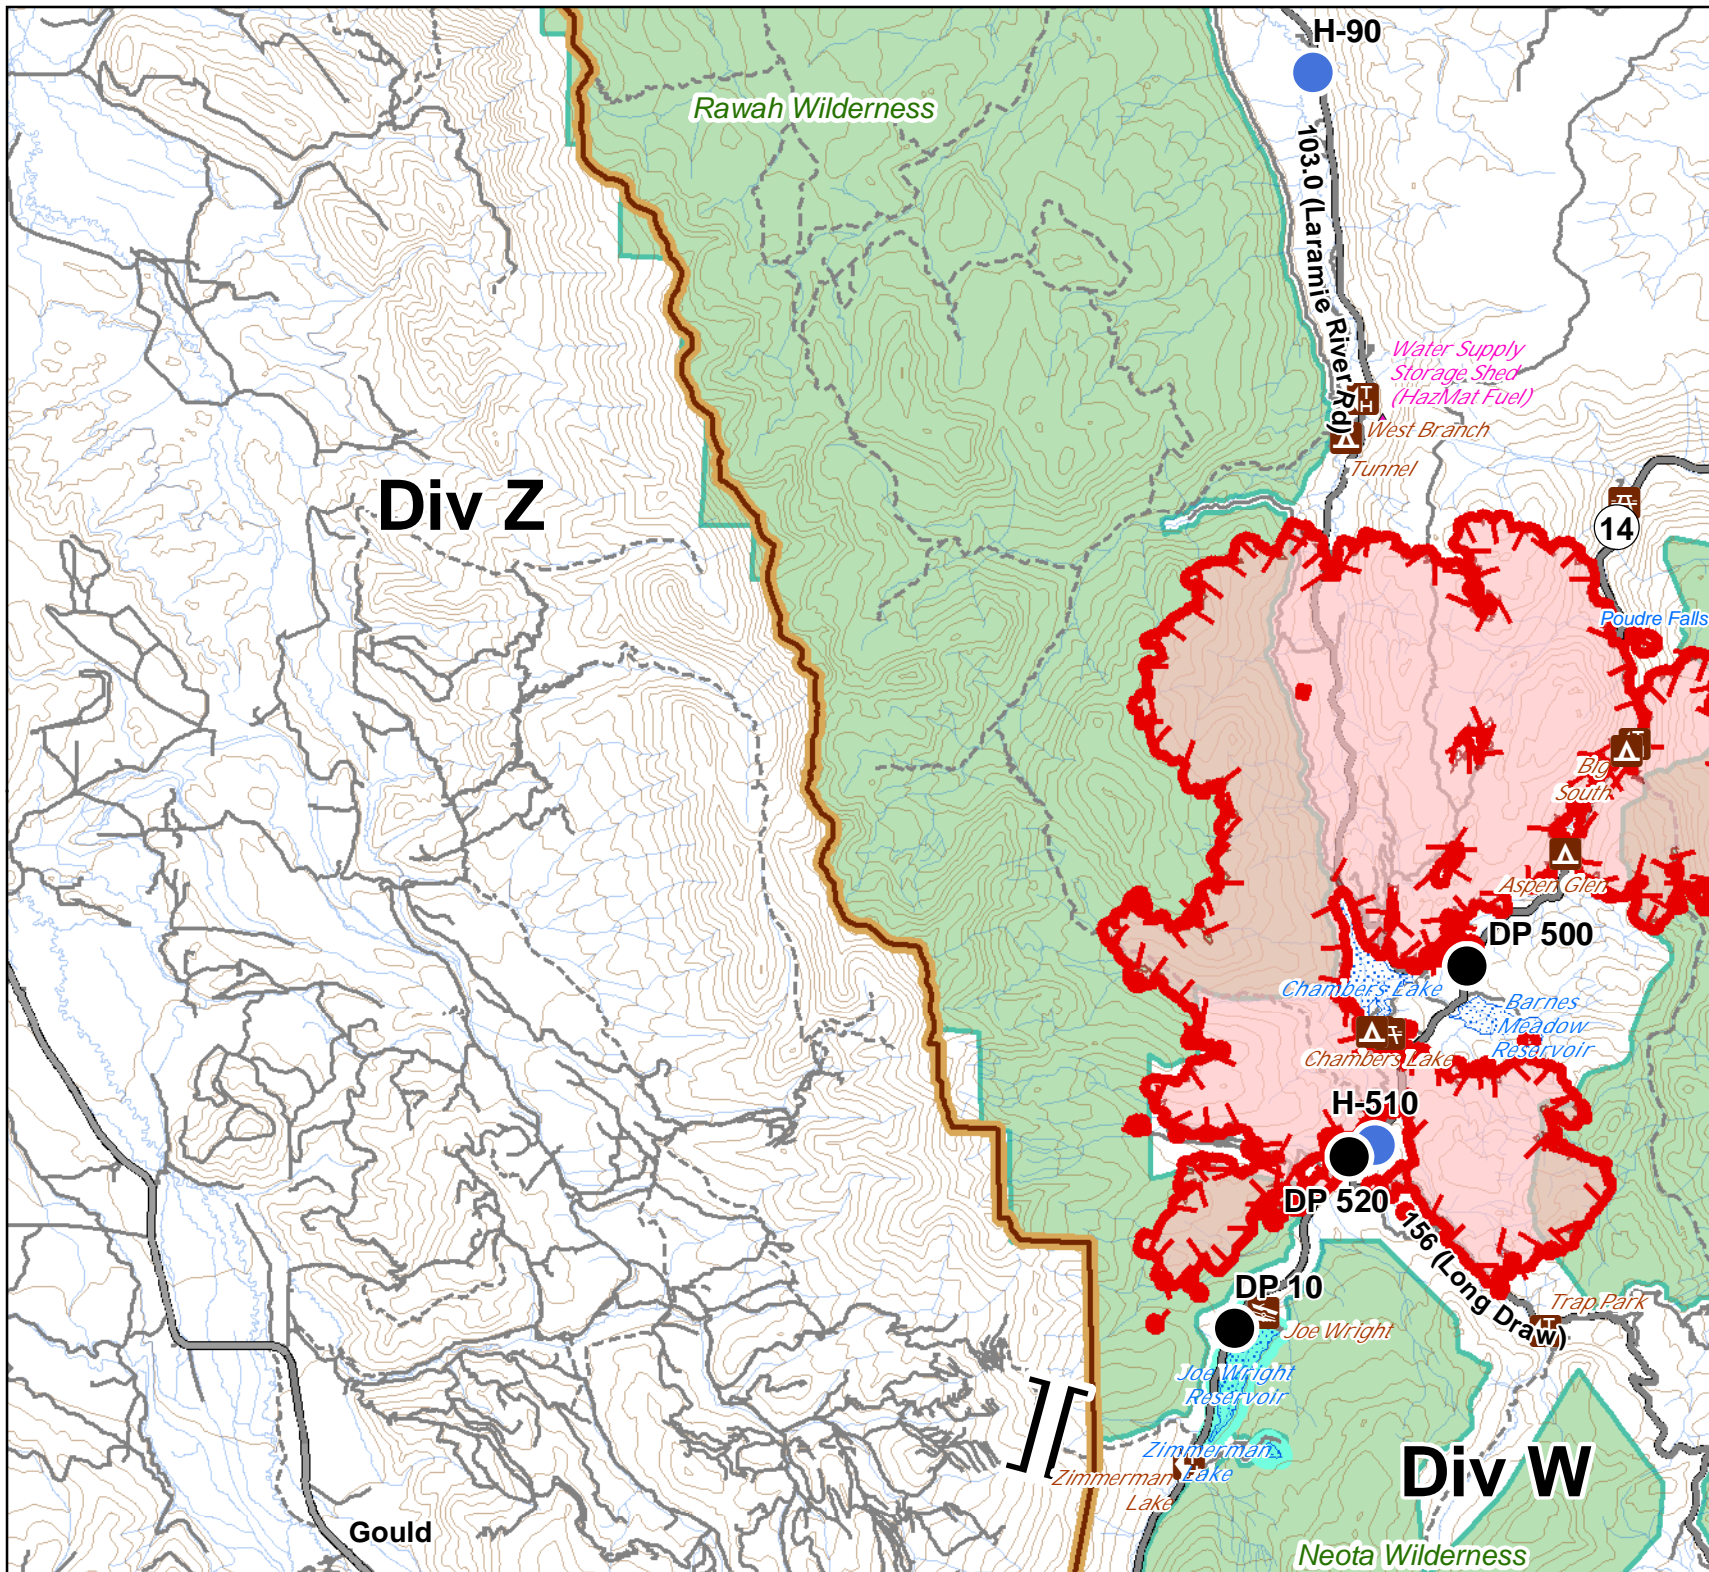 H-90
Rawah Wilderness
103.0 (Laramie River Rd)
Water Supply
Storage Shed
(HazMat Fuel)
T
H
West Branch
Tunnel
Div Z
14
Poudre Falls
Big
South
Aspen Glen
DP 500
Chambers Lake
Barnes
Meadow
Reservoir
Chambers Lake
H-510
DP 520
156 (Long Draw)
DP 10
Trap Park
Joe Wright
Joe Wright
Reservoir
Zimmerman
Lake
Zimmerman
Lake
Div W
Gould
Neota Wilderness